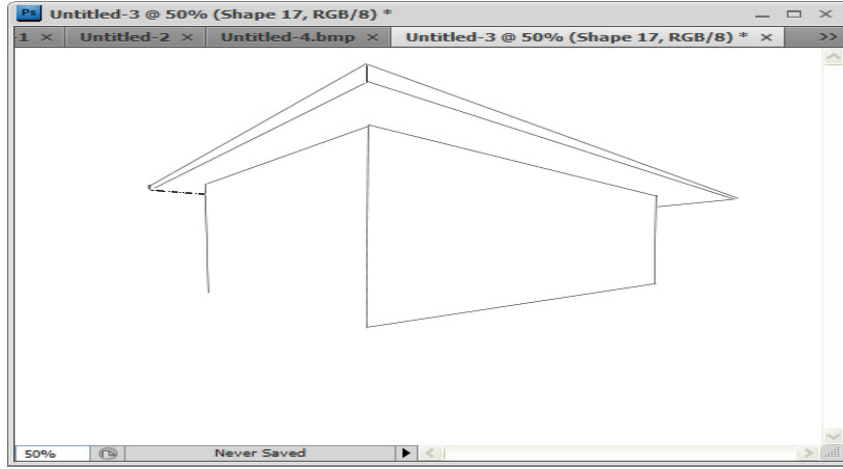 Ps Untitled-3 @ 50% (Shape 17, RGB/8) *
-1 × Untitled-2 × Untitled-4.bmp × Untitled-3 @ 50% (Shape 17, RGB/8) * × >>
50% Never Saved